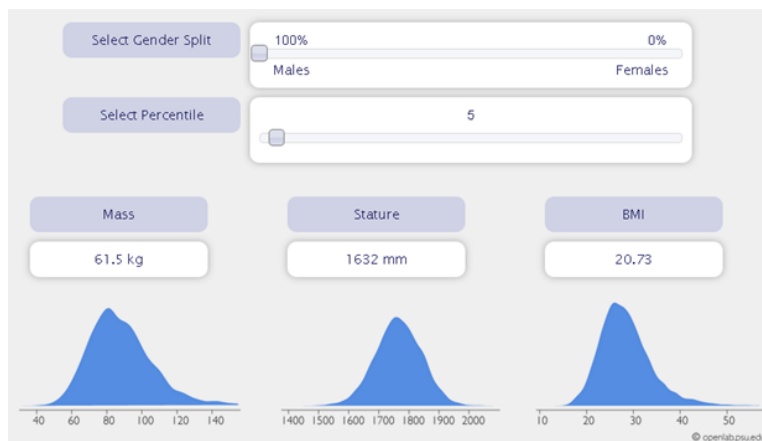 Select Gender Split
100% 0%
Males Females
Select Percentile
5
Mass Stature BMI
61.5 kg 1632 mm 20.73
40 60 80 100 120 140
1400 1500 1600 1700 1800 1900 2000
10 20 30 40 50
© openlab.psu.ed